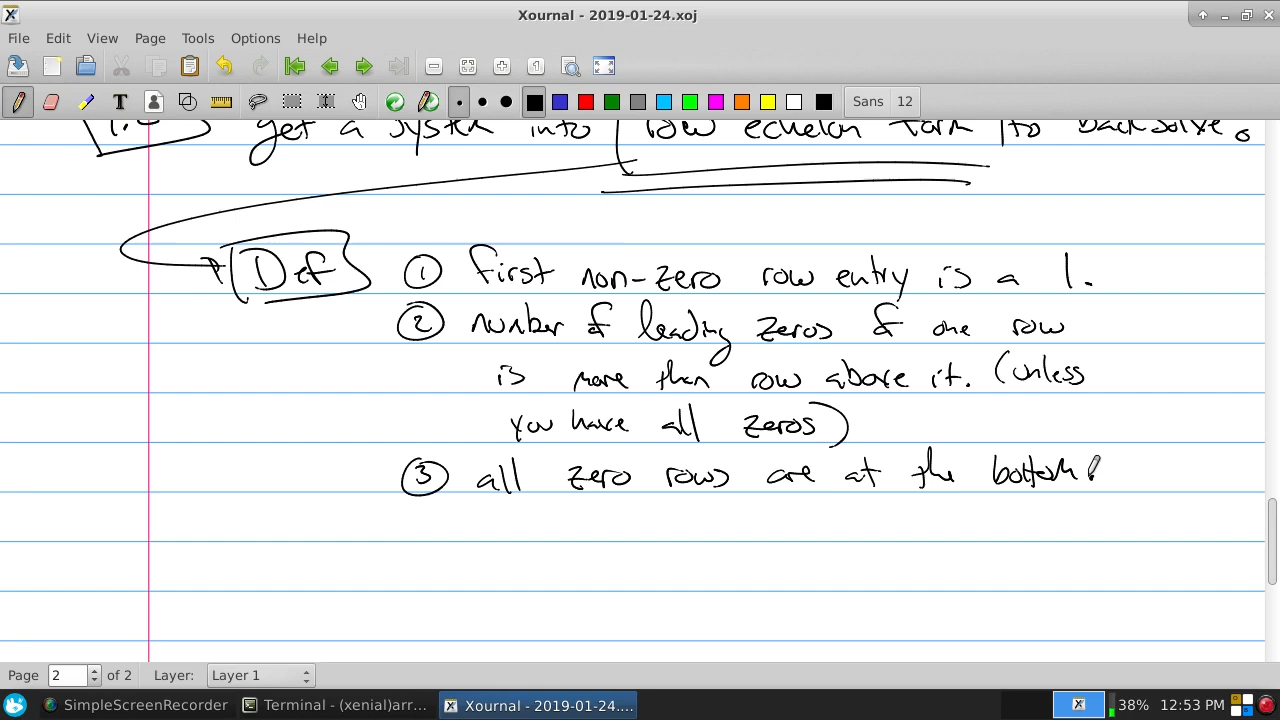 Xournal - 2019-01-24.xoj
File Edit View Page Tools Options Help
Sans 12
get a system into row echelon form to backsolve.
Def ① first non-zero row entry is a 1.
② number of leading zeros of one row
is more than row above it. (unless
you have all zeros)
③ all zero rows are at the bottom
Page 2 of 2 Layer: Layer 1
SimpleScreenRecorder Terminal - (xenial)arr... Xournal - 2019-01-24.... 38% 12:53 PM